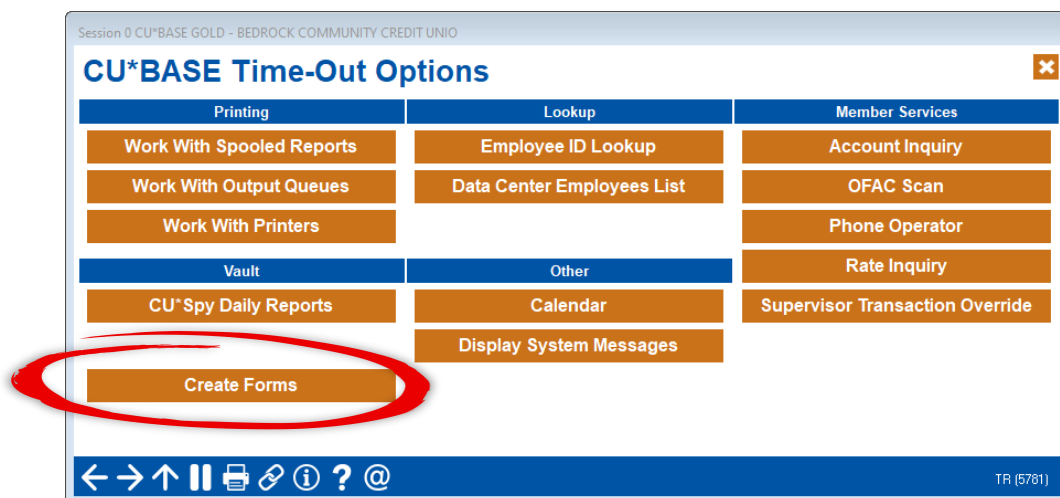 Session 0 CU*BASE GOLD - BEDROCK COMMUNITY CREDIT UNIO
CU*BASE Time-Out Options
Printing
Lookup
Member Services
Work With Spooled Reports
Employee ID Lookup
Account Inquiry
Work With Output Queues
Data Center Employees List
OFAC Scan
Work With Printers
Phone Operator
Vault
Other
Rate Inquiry
CU*Spy Daily Reports
Calendar
Supervisor Transaction Override
Display System Messages
Create Forms
TR (5781)